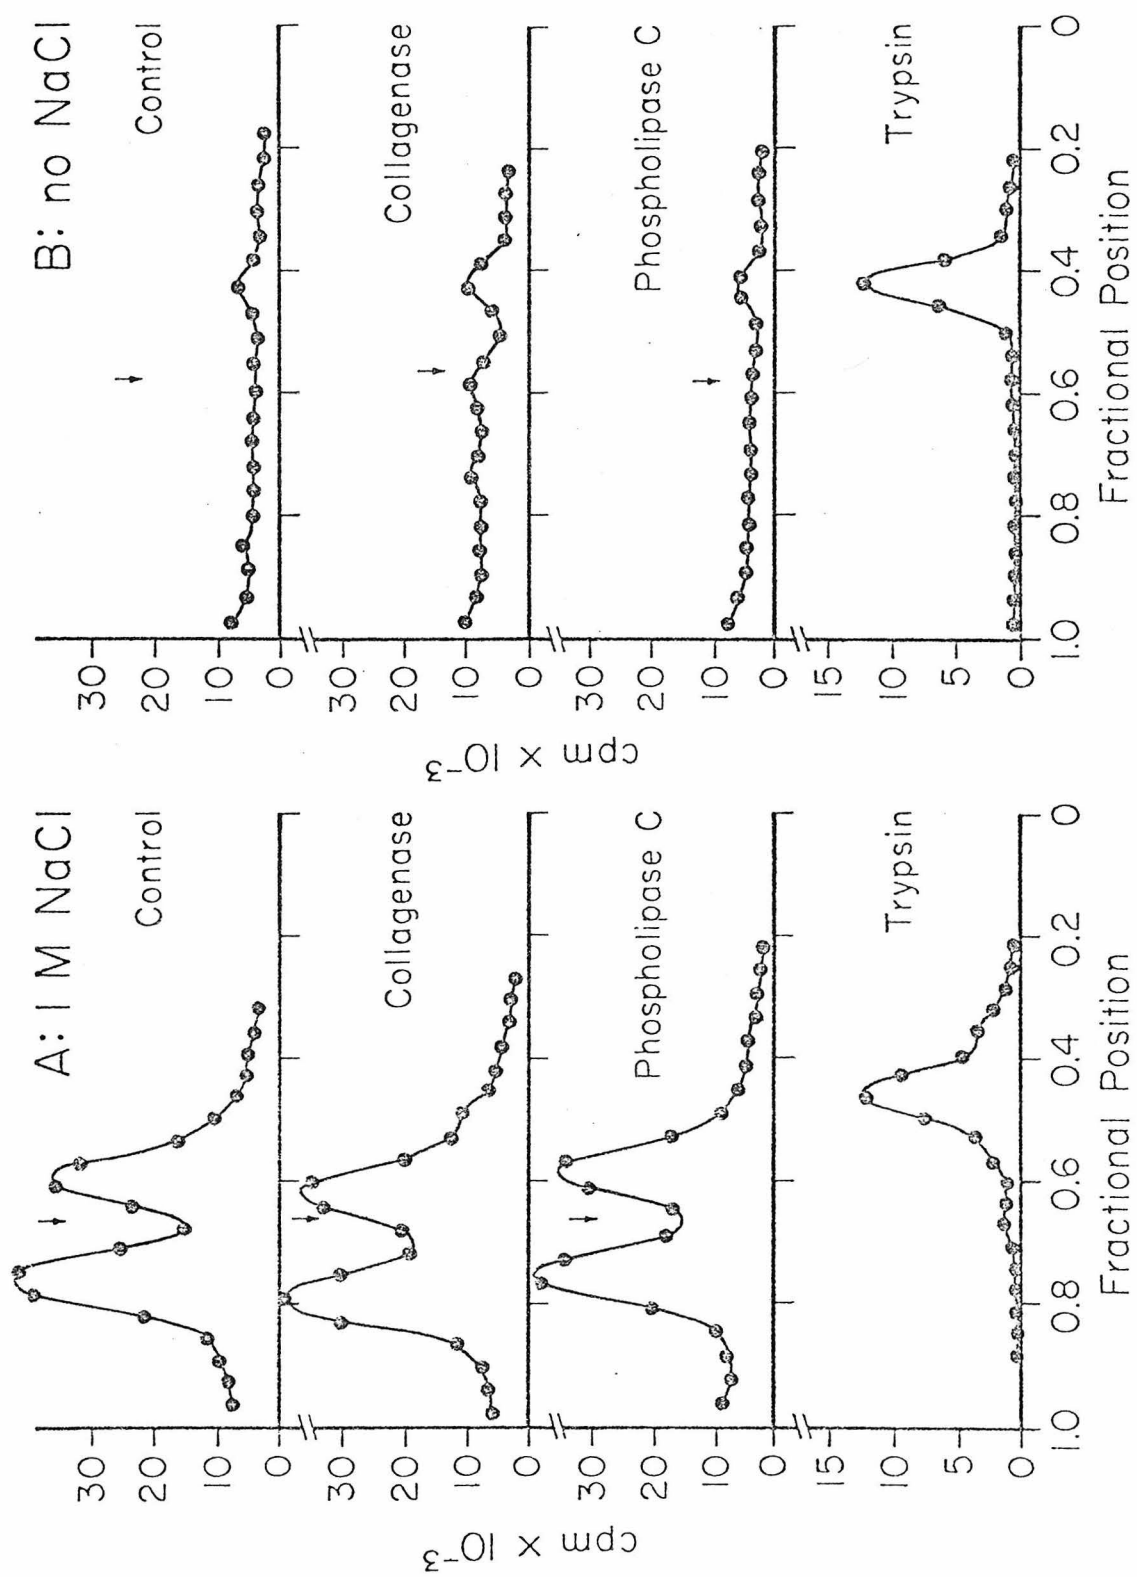 A: 1 M NaCl
Control
30
20
10
0
Collagenase
30
20
10
0
Phospholipase C
30
20
10
0
Trypsin
15
10
5
0
cpm × 10⁻³
1.0 0.8 0.6 0.4 0.2 0
Fractional Position
B: no NaCl
Control
30
20
10
0
Collagenase
30
20
10
0
Phospholipase C
30
20
10
0
Trypsin
15
10
5
0
cpm × 10⁻³
1.0 0.8 0.6 0.4 0.2 0
Fractional Position